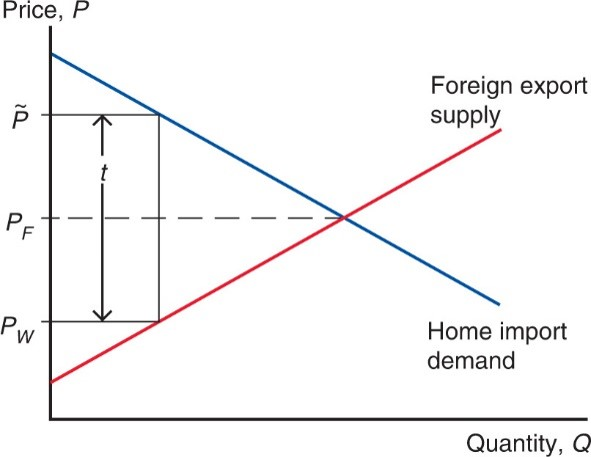 Price, P
Foreign export
supply
P̃
t
P_F
P_W
Home import
demand
Quantity, Q